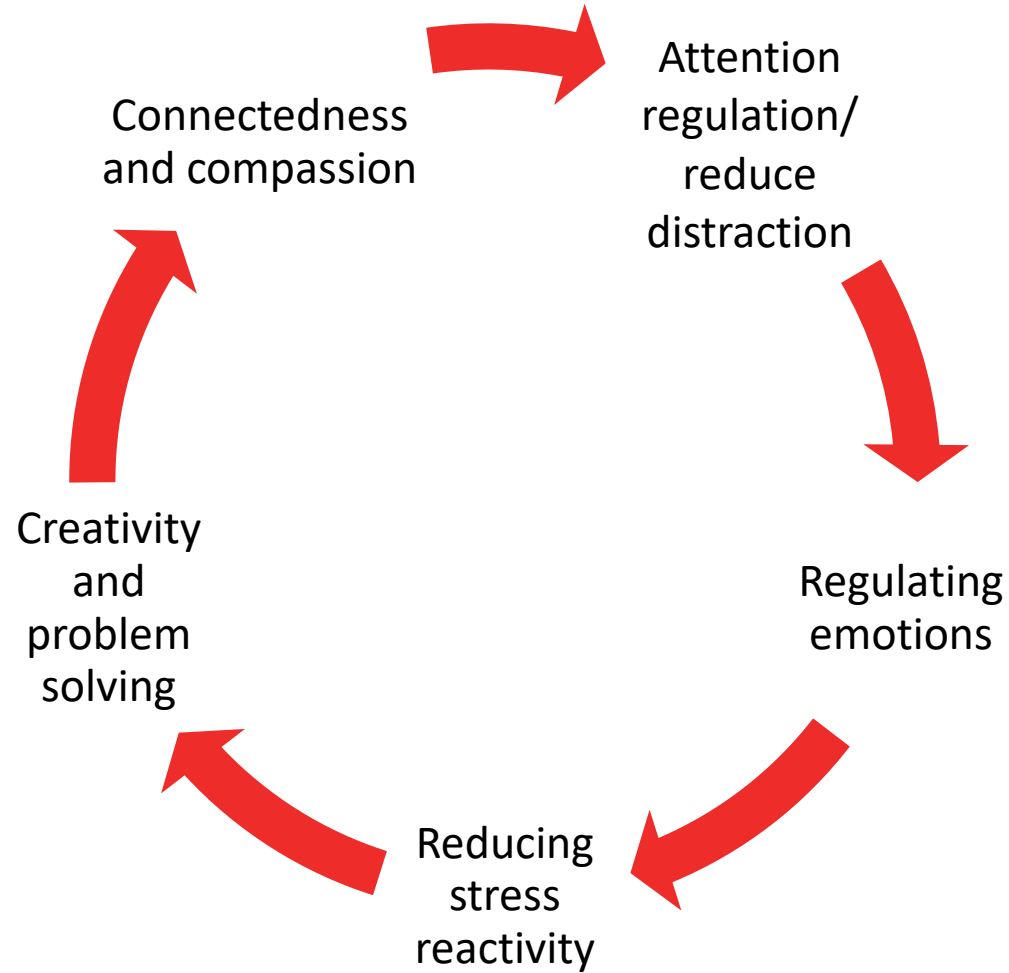 Attention
regulation/
reduce
distraction
Regulating
emotions
Reducing
stress
reactivity
Creativity
and
problem
solving
Connectedness
and compassion